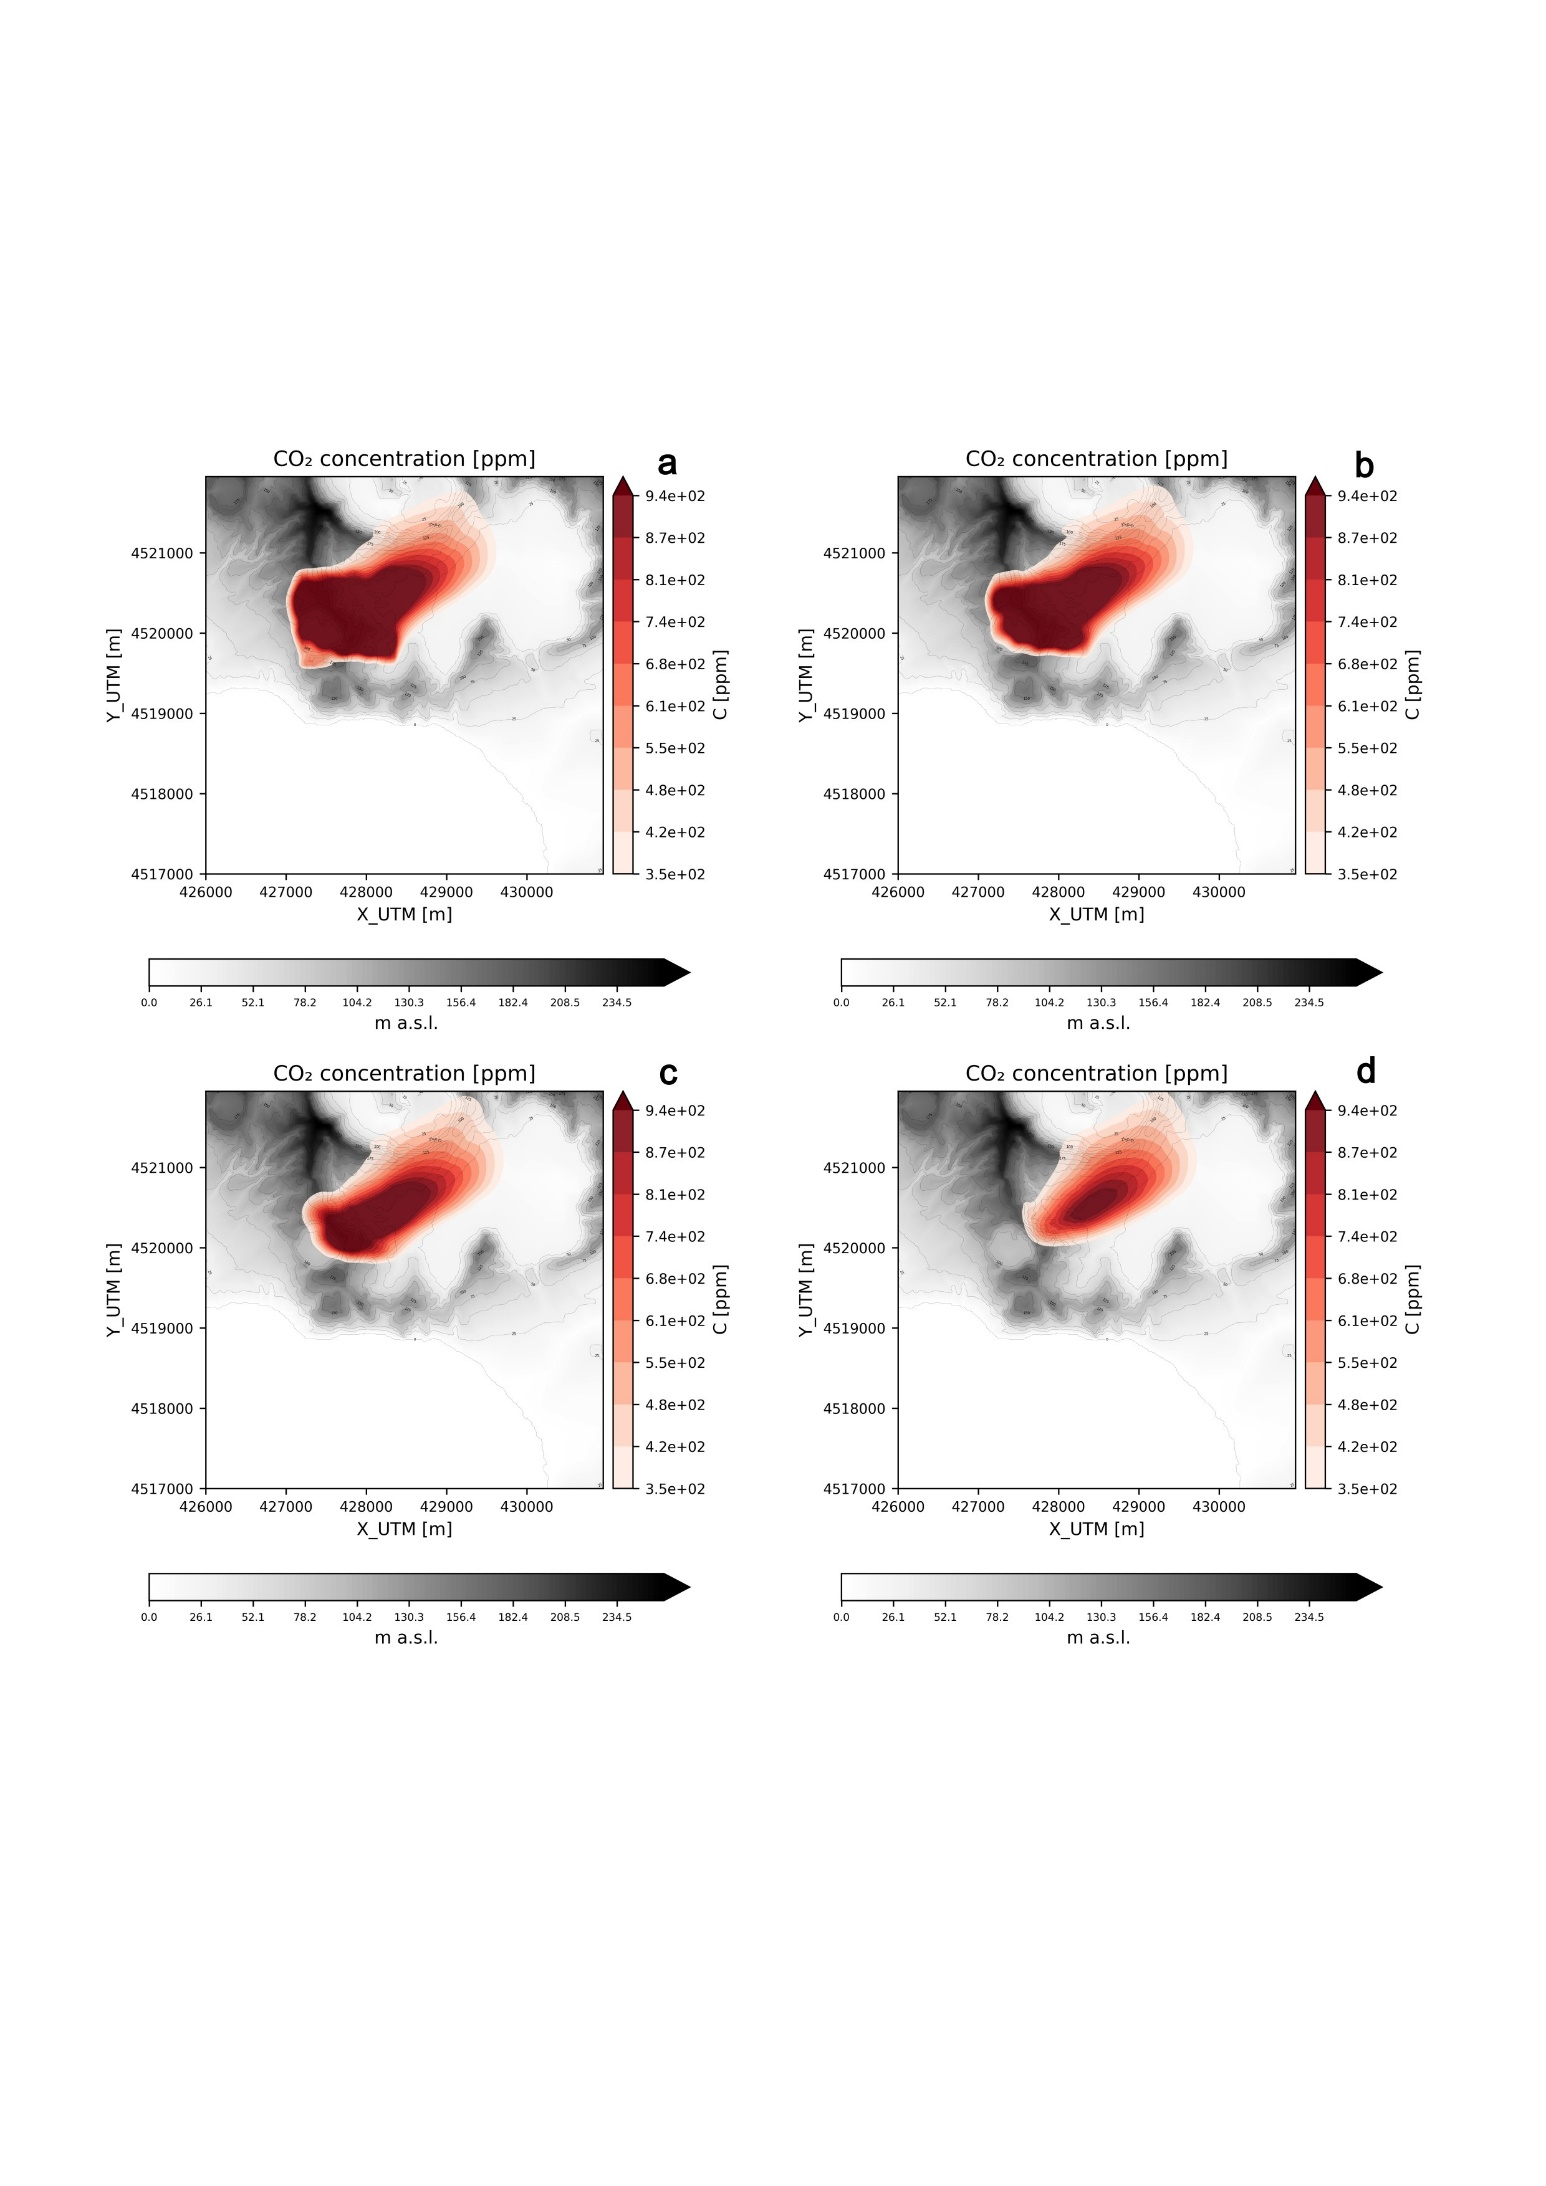 CO₂ concentration [ppm]
a
9.4e+02
8.7e+02
8.1e+02
7.4e+02
6.8e+02
6.1e+02
5.5e+02
4.8e+02
4.2e+02
3.5e+02
C [ppm]
4521000
4520000
4519000
4518000
4517000
Y_UTM [m]
426000 427000 428000 429000 430000
X_UTM [m]
0.0 26.1 52.1 78.2 104.2 130.3 156.4 182.4 208.5 234.5
m a.s.l.
CO₂ concentration [ppm]
b
9.4e+02
8.7e+02
8.1e+02
7.4e+02
6.8e+02
6.1e+02
5.5e+02
4.8e+02
4.2e+02
3.5e+02
C [ppm]
4521000
4520000
4519000
4518000
4517000
Y_UTM [m]
426000 427000 428000 429000 430000
X_UTM [m]
0.0 26.1 52.1 78.2 104.2 130.3 156.4 182.4 208.5 234.5
m a.s.l.
CO₂ concentration [ppm]
c
9.4e+02
8.7e+02
8.1e+02
7.4e+02
6.8e+02
6.1e+02
5.5e+02
4.8e+02
4.2e+02
3.5e+02
C [ppm]
4521000
4520000
4519000
4518000
4517000
Y_UTM [m]
426000 427000 428000 429000 430000
X_UTM [m]
0.0 26.1 52.1 78.2 104.2 130.3 156.4 182.4 208.5 234.5
m a.s.l.
CO₂ concentration [ppm]
d
9.4e+02
8.7e+02
8.1e+02
7.4e+02
6.8e+02
6.1e+02
5.5e+02
4.8e+02
4.2e+02
3.5e+02
C [ppm]
4521000
4520000
4519000
4518000
4517000
Y_UTM [m]
426000 427000 428000 429000 430000
X_UTM [m]
0.0 26.1 52.1 78.2 104.2 130.3 156.4 182.4 208.5 234.5
m a.s.l.